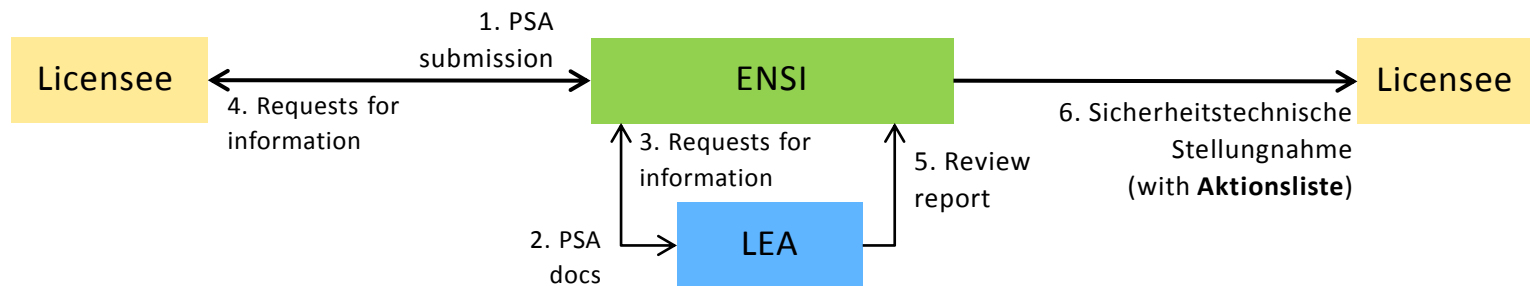 1. PSA
submission
Licensee
ENSI
Licensee
4. Requests for
information
3. Requests for
information
5. Review
report
6. Sicherheitstechnische
Stellungnahme
(with Aktionsliste)
2. PSA
docs
LEA